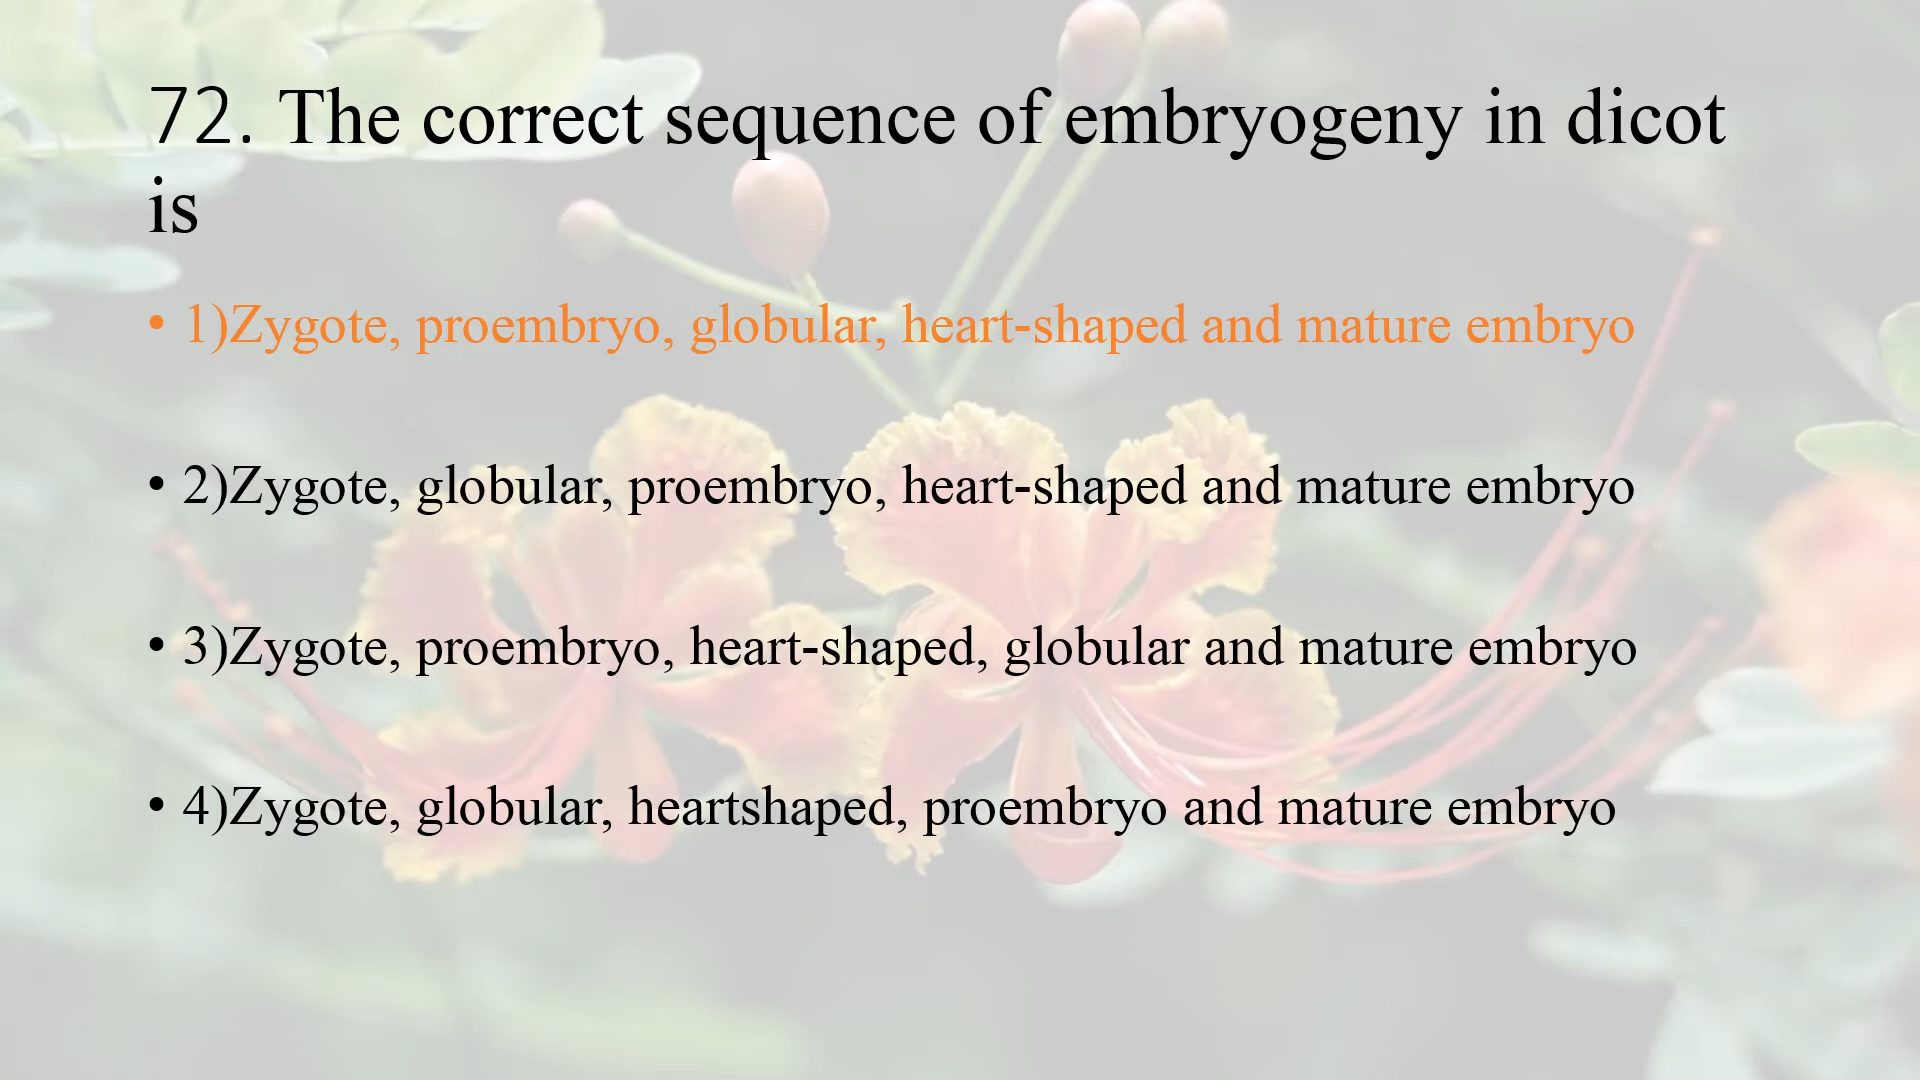 72. The correct sequence of embryogeny in dicot
is
• 1)Zygote, proembryo, globular, heart-shaped and mature embryo
• 2)Zygote, globular, proembryo, heart-shaped and mature embryo
• 3)Zygote, proembryo, heart-shaped, globular and mature embryo
• 4)Zygote, globular, heartshaped, proembryo and mature embryo